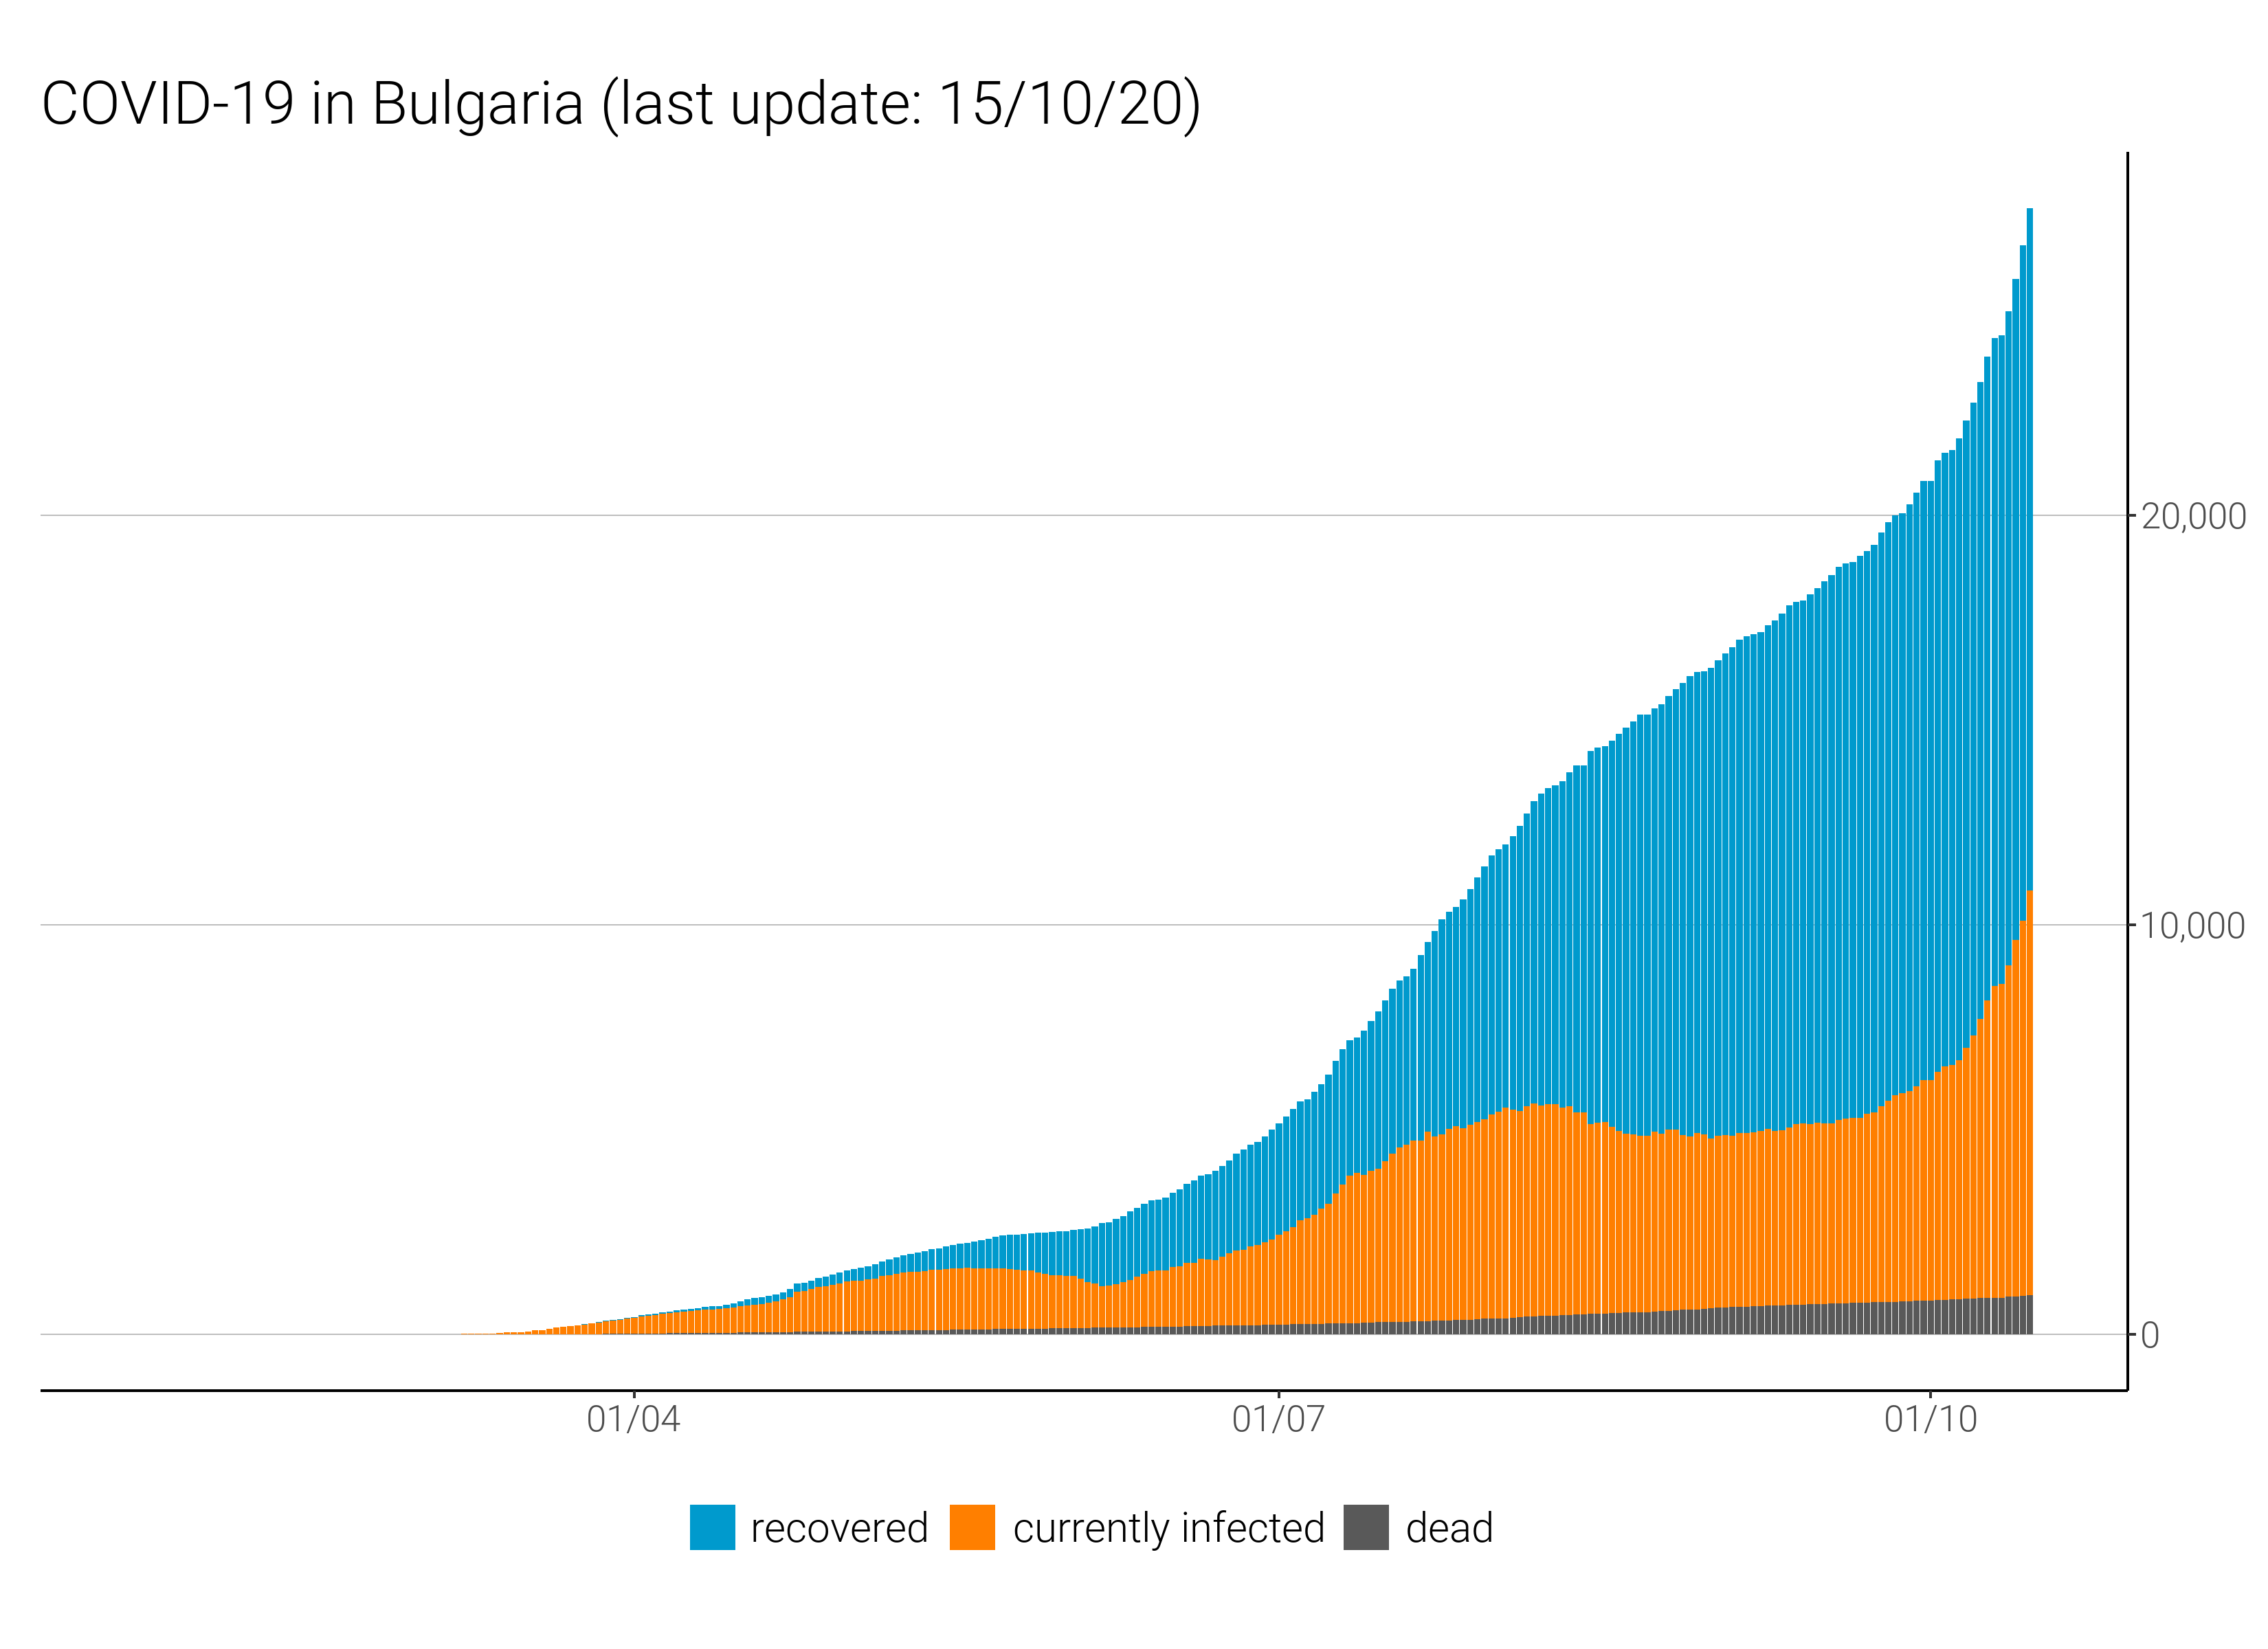 COVID-19 in Bulgaria (last update: 15/10/20)
20,000
10,000
0
01/04 01/07 01/10
recovered currently infected dead